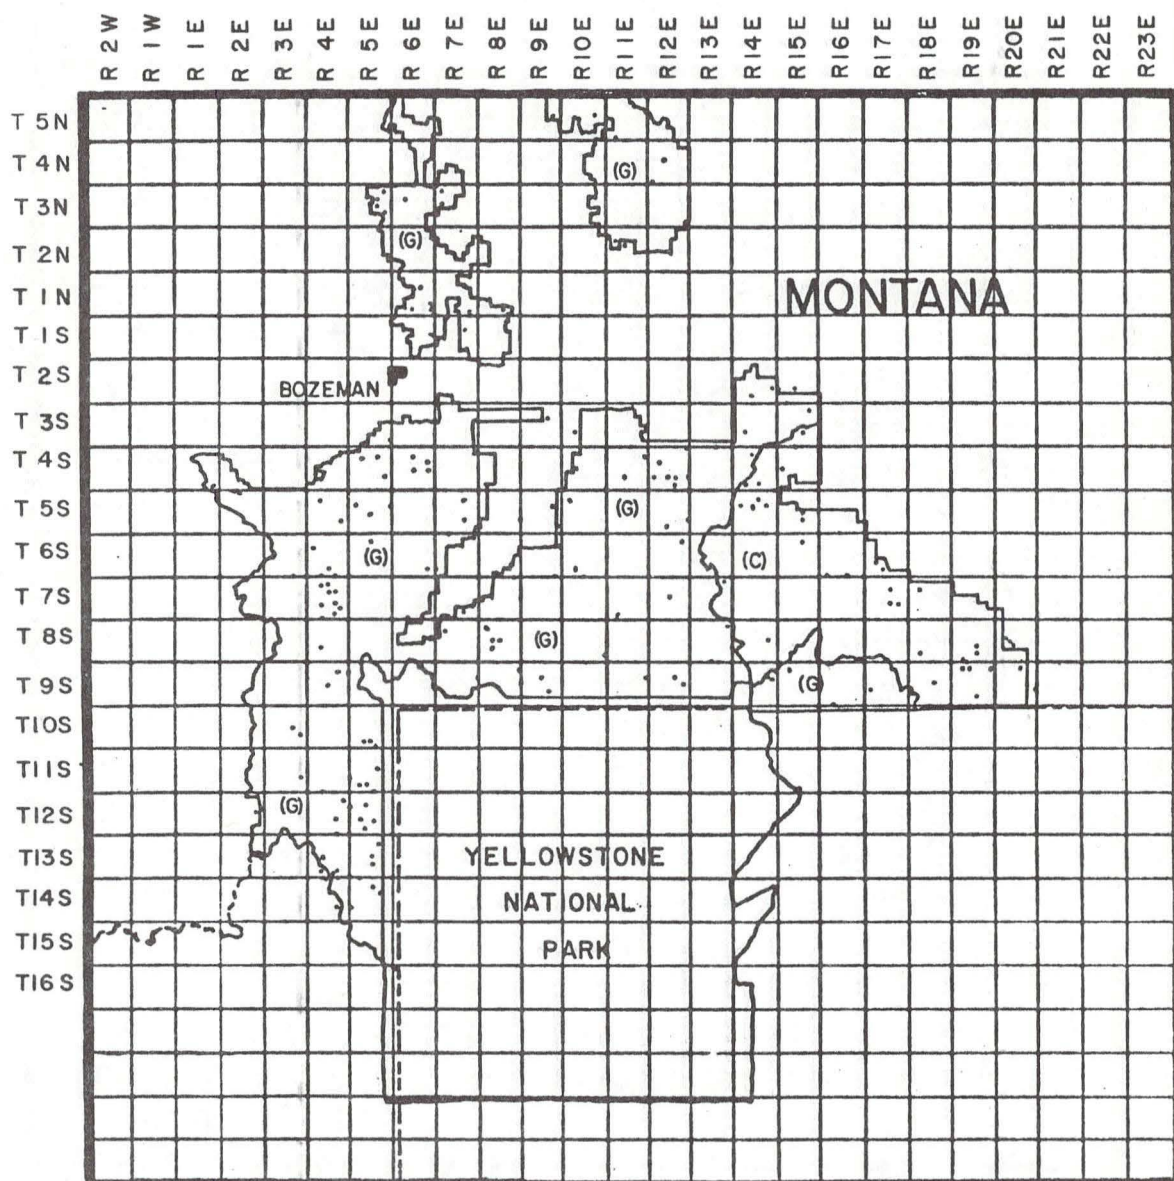 R 2W R 1W R 1E R 2E R 3E R 4E R 5E R 6E R 7E R 8E R 9E R10E R11E R12E R13E R14E R15E R16E R17E R18E R19E R20E R21E R22E R23E
T 5N
T 4N
(G)
T 3N
T 2N
(G)
T 1N
MONTANA
T 1S
T 2S
BOZEMAN
T 3S
T 4S
T 5S
(G)
T 6S
(G)
(C)
T 7S
T 8S
(G)
T 9S
(G)
T10S
T11S
T12S
(G)
T13S
YELLOWSTONE
T14S
NATIONAL
T15S
PARK
T16S